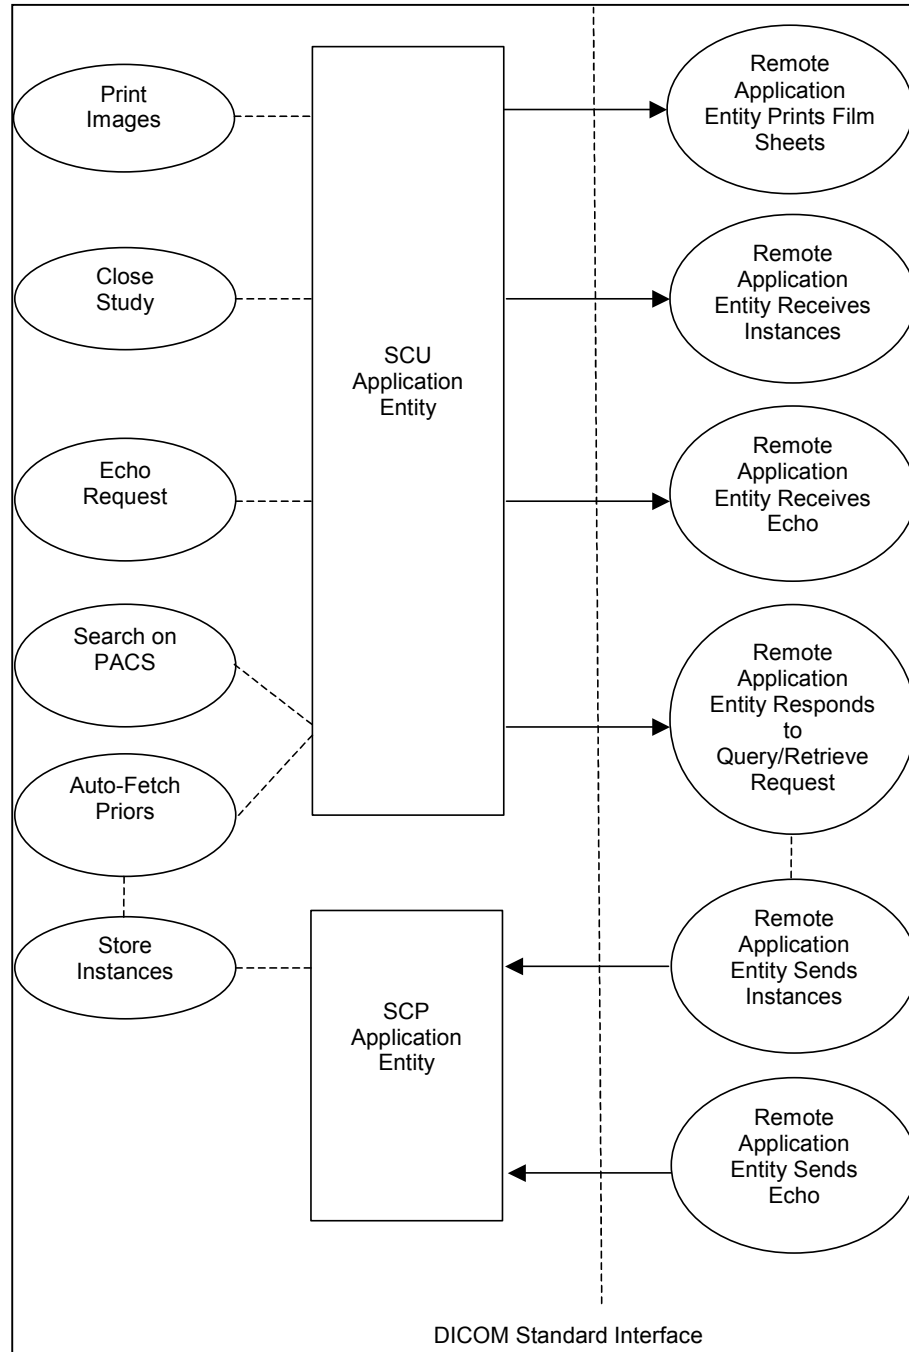 Print
Images
Close
Study
Echo
Request
Search on
PACS
Auto-Fetch
Priors
Store
Instances
SCU
Application
Entity
SCP
Application
Entity
Remote
Application
Entity Prints Film
Sheets
Remote
Application
Entity Receives
Instances
Remote
Application
Entity Receives
Echo
Remote
Application
Entity Responds
to
Query/Retrieve
Request
Remote
Application
Entity Sends
Instances
Remote
Application
Entity Sends
Echo
DICOM Standard Interface